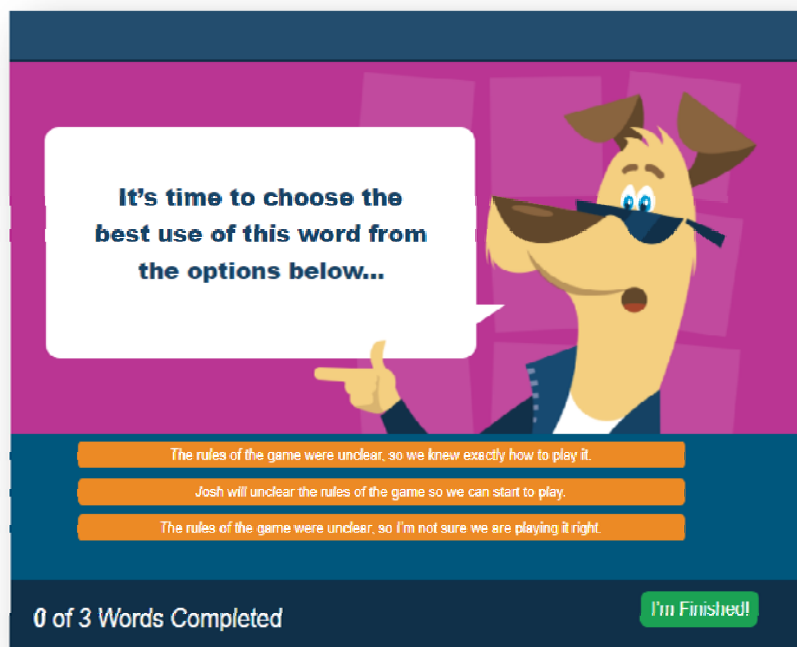 It's time to choose the
best use of this word from
the options below...
The rules of the game were unclear, so we knew exactly how to play it.
Josh will unclear the rules of the game so we can start to play.
The rules of the game were unclear, so I'm not sure we are playing it right.
0 of 3 Words Completed
I'm Finished!